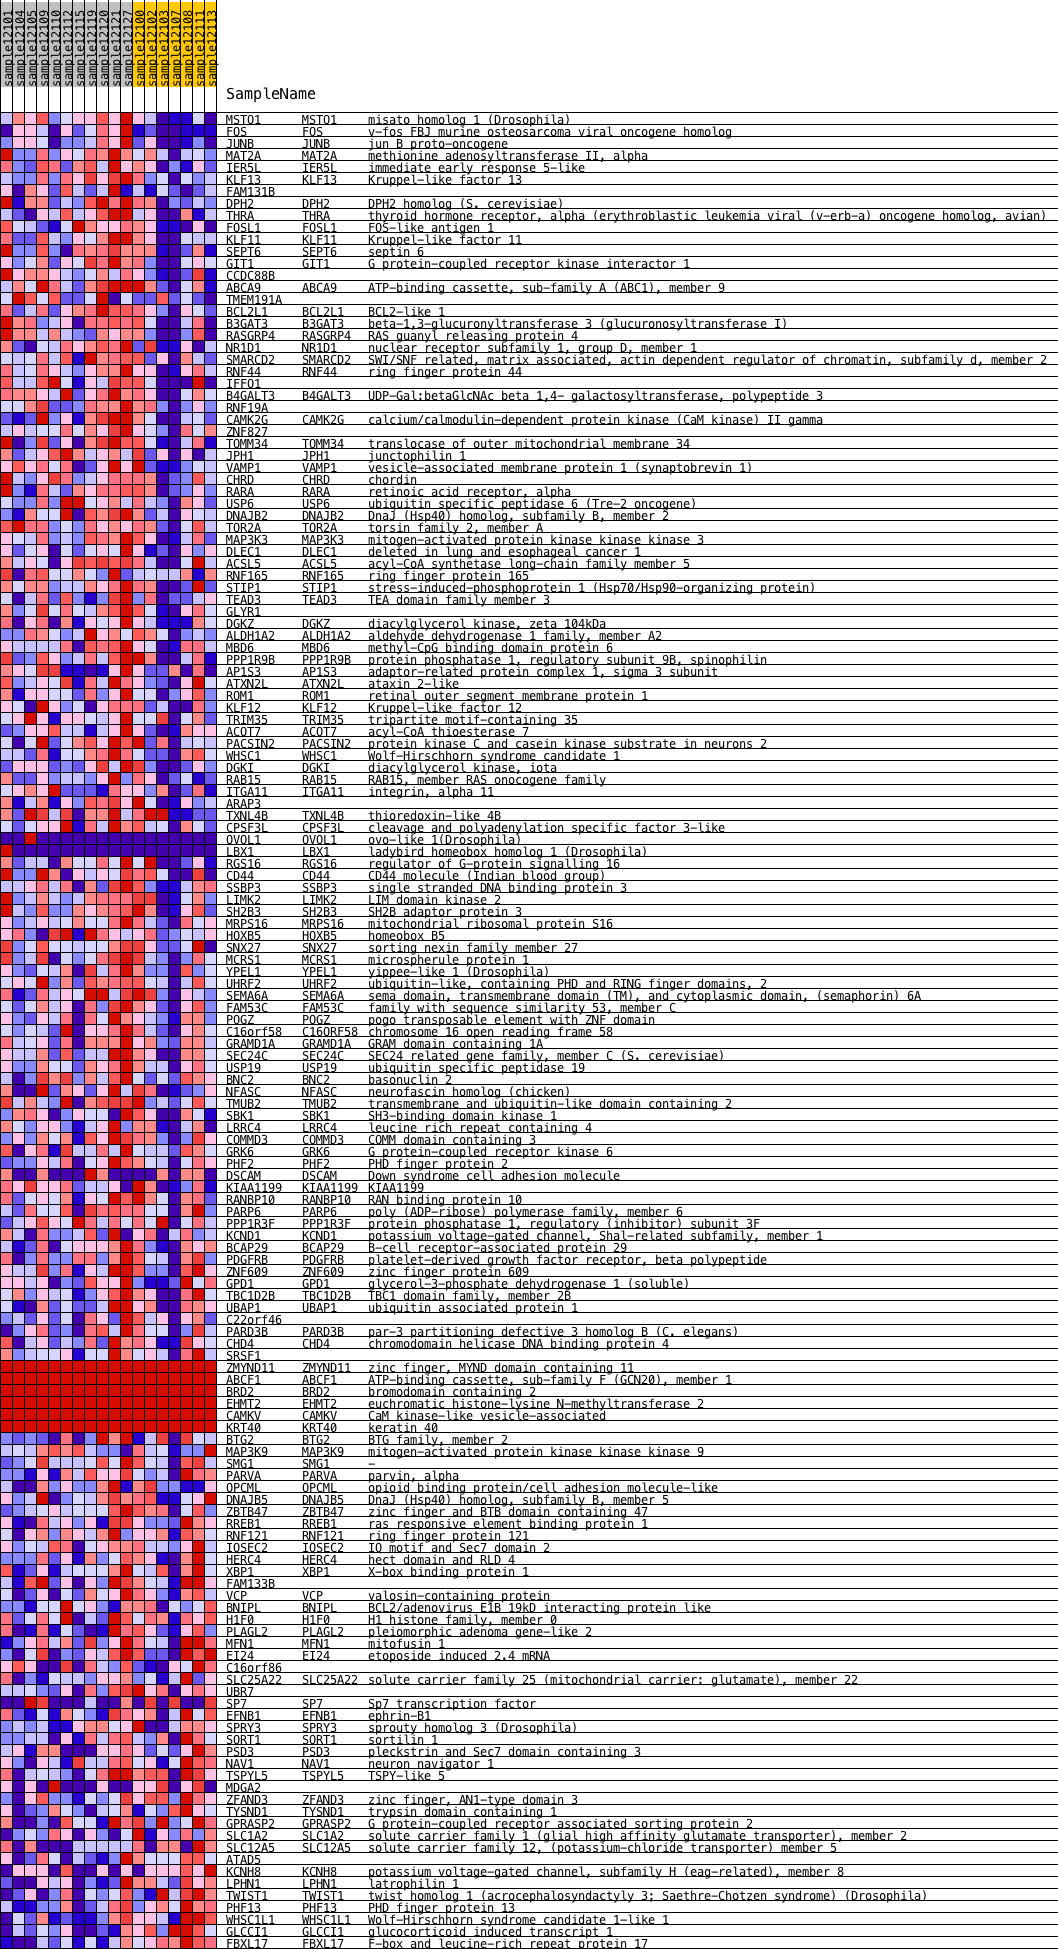 sample12101
sample12104
sample12105
sample12109
sample12110
sample12112
sample12115
sample12119
sample12120
sample12121
sample12127
sample12100
sample12102
sample12103
sample12107
sample12108
sample12111
sample12113
SampleName
MSTO1 MSTO1 misato homolog 1 (Drosophila)
FOS FOS v-fos FBJ murine osteosarcoma viral oncogene homolog
JUNB JUNB jun B proto-oncogene
MAT2A MAT2A methionine adenosyltransferase II, alpha
IER5L IER5L immediate early response 5-like
KLF13 KLF13 Kruppel-like factor 13
FAM131B
DPH2 DPH2 DPH2 homolog (S. cerevisiae)
THRA THRA thyroid hormone receptor, alpha (erythroblastic leukemia viral (v-erb-a) oncogene homolog, avian)
FOSL1 FOSL1 FOS-like antigen 1
KLF11 KLF11 Kruppel-like factor 11
SEPT6 SEPT6 septin 6
GIT1 GIT1 G protein-coupled receptor kinase interactor 1
CCDC88B
ABCA9 ABCA9 ATP-binding cassette, sub-family A (ABC1), member 9
TMEM191A
BCL2L1 BCL2L1 BCL2-like 1
B3GAT3 B3GAT3 beta-1,3-glucuronyltransferase 3 (glucuronosyltransferase I)
RASGRP4 RASGRP4 RAS guanyl releasing protein 4
NR1D1 NR1D1 nuclear receptor subfamily 1, group D, member 1
SMARCD2 SMARCD2 SWI/SNF related, matrix associated, actin dependent regulator of chromatin, subfamily d, member 2
RNF44 RNF44 ring finger protein 44
IFFO1
B4GALT3 B4GALT3 UDP-Gal:betaGlcNAc beta 1,4- galactosyltransferase, polypeptide 3
RNF19A
CAMK2G CAMK2G calcium/calmodulin-dependent protein kinase (CaM kinase) II gamma
ZNF827
TOMM34 TOMM34 translocase of outer mitochondrial membrane 34
JPH1 JPH1 junctophilin 1
VAMP1 VAMP1 vesicle-associated membrane protein 1 (synaptobrevin 1)
CHRD CHRD chordin
RARA RARA retinoic acid receptor, alpha
USP6 USP6 ubiquitin specific peptidase 6 (Tre-2 oncogene)
DNAJB2 DNAJB2 DnaJ (Hsp40) homolog, subfamily B, member 2
TOR2A TOR2A torsin family 2, member A
MAP3K3 MAP3K3 mitogen-activated protein kinase kinase kinase 3
DLEC1 DLEC1 deleted in lung and esophageal cancer 1
ACSL5 ACSL5 acyl-CoA synthetase long-chain family member 5
RNF165 RNF165 ring finger protein 165
STIP1 STIP1 stress-induced-phosphoprotein 1 (Hsp70/Hsp90-organizing protein)
TEAD3 TEAD3 TEA domain family member 3
GLYR1
DGKZ DGKZ diacylglycerol kinase, zeta 104kDa
ALDH1A2 ALDH1A2 aldehyde dehydrogenase 1 family, member A2
MBD6 MBD6 methyl-CpG binding domain protein 6
PPP1R9B PPP1R9B protein phosphatase 1, regulatory subunit 9B, spinophilin
AP1S3 AP1S3 adaptor-related protein complex 1, sigma 3 subunit
ATXN2L ATXN2L ataxin 2-like
ROM1 ROM1 retinal outer segment membrane protein 1
KLF12 KLF12 Kruppel-like factor 12
TRIM35 TRIM35 tripartite motif-containing 35
ACOT7 ACOT7 acyl-CoA thioesterase 7
PACSIN2 PACSIN2 protein kinase C and casein kinase substrate in neurons 2
WHSC1 WHSC1 Wolf-Hirschhorn syndrome candidate 1
DGKI DGKI diacylglycerol kinase, iota
RAB15 RAB15 RAB15, member RAS onocogene family
ITGA11 ITGA11 integrin, alpha 11
ARAP3
TXNL4B TXNL4B thioredoxin-like 4B
CPSF3L CPSF3L cleavage and polyadenylation specific factor 3-like
OVOL1 OVOL1 ovo-like 1(Drosophila)
LBX1 LBX1 ladybird homeobox homolog 1 (Drosophila)
RGS16 RGS16 regulator of G-protein signalling 16
CD44 CD44 CD44 molecule (Indian blood group)
SSBP3 SSBP3 single stranded DNA binding protein 3
LIMK2 LIMK2 LIM domain kinase 2
SH2B3 SH2B3 SH2B adaptor protein 3
MRPS16 MRPS16 mitochondrial ribosomal protein S16
HOXB5 HOXB5 homeobox B5
SNX27 SNX27 sorting nexin family member 27
MCRS1 MCRS1 microspherule protein 1
YPEL1 YPEL1 yippee-like 1 (Drosophila)
UHRF2 UHRF2 ubiquitin-like, containing PHD and RING finger domains, 2
SEMA6A SEMA6A sema domain, transmembrane domain (TM), and cytoplasmic domain, (semaphorin) 6A
FAM53C FAM53C family with sequence similarity 53, member C
POGZ POGZ pogo transposable element with ZNF domain
C16orf58 C16ORF58 chromosome 16 open reading frame 58
GRAMD1A GRAMD1A GRAM domain containing 1A
SEC24C SEC24C SEC24 related gene family, member C (S. cerevisiae)
USP19 USP19 ubiquitin specific peptidase 19
BNC2 BNC2 basonuclin 2
NFASC NFASC neurofascin homolog (chicken)
TMUB2 TMUB2 transmembrane and ubiquitin-like domain containing 2
SBK1 SBK1 SH3-binding domain kinase 1
LRRC4 LRRC4 leucine rich repeat containing 4
COMMD3 COMMD3 COMM domain containing 3
GRK6 GRK6 G protein-coupled receptor kinase 6
PHF2 PHF2 PHD finger protein 2
DSCAM DSCAM Down syndrome cell adhesion molecule
KIAA1199 KIAA1199 KIAA1199
RANBP10 RANBP10 RAN binding protein 10
PARP6 PARP6 poly (ADP-ribose) polymerase family, member 6
PPP1R3F PPP1R3F protein phosphatase 1, regulatory (inhibitor) subunit 3F
KCND1 KCND1 potassium voltage-gated channel, Shal-related subfamily, member 1
BCAP29 BCAP29 B-cell receptor-associated protein 29
PDGFRB PDGFRB platelet-derived growth factor receptor, beta polypeptide
ZNF609 ZNF609 zinc finger protein 609
GPD1 GPD1 glycerol-3-phosphate dehydrogenase 1 (soluble)
TBC1D2B TBC1D2B TBC1 domain family, member 2B
UBAP1 UBAP1 ubiquitin associated protein 1
C22orf46
PARD3B PARD3B par-3 partitioning defective 3 homolog B (C. elegans)
CHD4 CHD4 chromodomain helicase DNA binding protein 4
SRSF1
ZMYND11 ZMYND11 zinc finger, MYND domain containing 11
ABCF1 ABCF1 ATP-binding cassette, sub-family F (GCN20), member 1
BRD2 BRD2 bromodomain containing 2
EHMT2 EHMT2 euchromatic histone-lysine N-methyltransferase 2
CAMKV CAMKV CaM kinase-like vesicle-associated
KRT40 KRT40 keratin 40
BTG2 BTG2 BTG family, member 2
MAP3K9 MAP3K9 mitogen-activated protein kinase kinase kinase 9
SMG1 SMG1 -
PARVA PARVA parvin, alpha
OPCML OPCML opioid binding protein/cell adhesion molecule-like
DNAJB5 DNAJB5 DnaJ (Hsp40) homolog, subfamily B, member 5
ZBTB47 ZBTB47 zinc finger and BTB domain containing 47
RREB1 RREB1 ras responsive element binding protein 1
RNF121 RNF121 ring finger protein 121
IQSEC2 IQSEC2 IQ motif and Sec7 domain 2
HERC4 HERC4 hect domain and RLD 4
XBP1 XBP1 X-box binding protein 1
FAM133B
VCP VCP valosin-containing protein
BNIPL BNIPL BCL2/adenovirus E1B 19kD interacting protein like
H1F0 H1F0 H1 histone family, member 0
PLAGL2 PLAGL2 pleiomorphic adenoma gene-like 2
MFN1 MFN1 mitofusin 1
EI24 EI24 etoposide induced 2.4 mRNA
C16orf86
SLC25A22 SLC25A22 solute carrier family 25 (mitochondrial carrier: glutamate), member 22
UBR7
SP7 SP7 Sp7 transcription factor
EFNB1 EFNB1 ephrin-B1
SPRY3 SPRY3 sprouty homolog 3 (Drosophila)
SORT1 SORT1 sortilin 1
PSD3 PSD3 pleckstrin and Sec7 domain containing 3
NAV1 NAV1 neuron navigator 1
TSPYL5 TSPYL5 TSPY-like 5
MDGA2
ZFAND3 ZFAND3 zinc finger, AN1-type domain 3
TYSND1 TYSND1 trypsin domain containing 1
GPRASP2 GPRASP2 G protein-coupled receptor associated sorting protein 2
SLC1A2 SLC1A2 solute carrier family 1 (glial high affinity glutamate transporter), member 2
SLC12A5 SLC12A5 solute carrier family 12, (potassium-chloride transporter) member 5
ATAD5
KCNH8 KCNH8 potassium voltage-gated channel, subfamily H (eag-related), member 8
LPHN1 LPHN1 latrophilin 1
TWIST1 TWIST1 twist homolog 1 (acrocephalosyndactyly 3; Saethre-Chotzen syndrome) (Drosophila)
PHF13 PHF13 PHD finger protein 13
WHSC1L1 WHSC1L1 Wolf-Hirschhorn syndrome candidate 1-like 1
GLCCI1 GLCCI1 glucocorticoid induced transcript 1
FBXL17 FBXL17 F-box and leucine-rich repeat protein 17